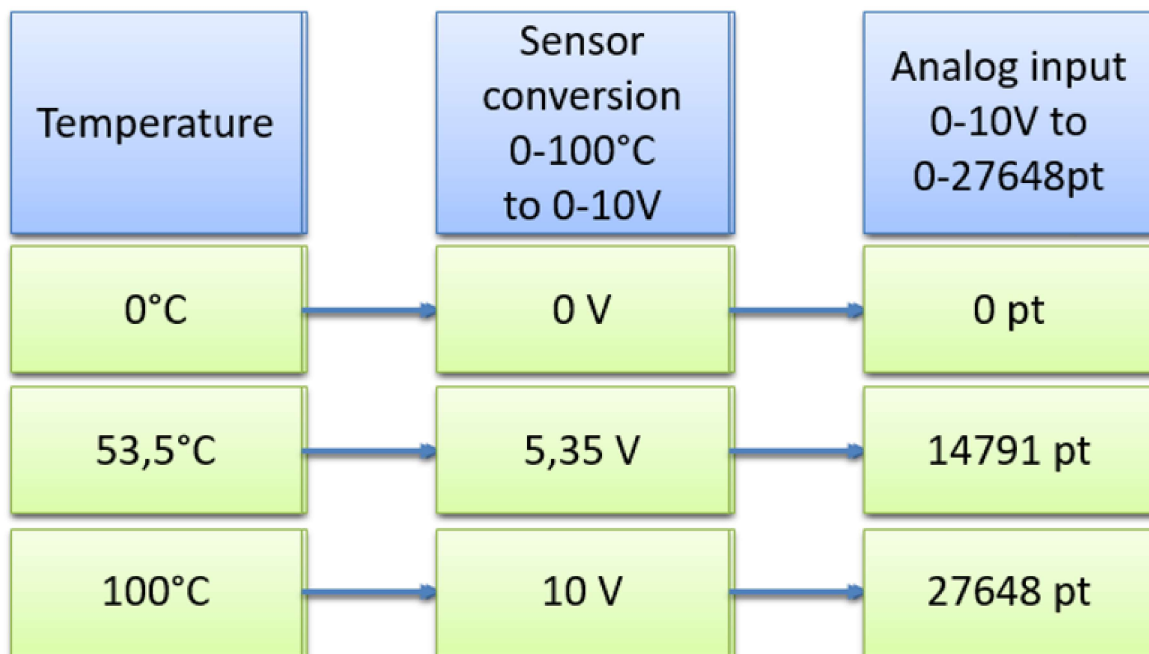 Temperature
Sensor
conversion
0-100°C
to 0-10V
Analog input
0-10V to
0-27648pt
0°C
0 V
0 pt
53,5°C
5,35 V
14791 pt
100°C
10 V
27648 pt